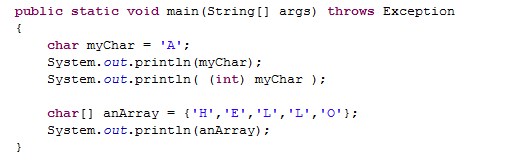 public static void main(String[] args) throws Exception
{
    char myChar = 'A';
    System.out.println(myChar);
    System.out.println( (int) myChar );
    char[] anArray = {'H','E','L','L','O'};
    System.out.println(anArray);
}